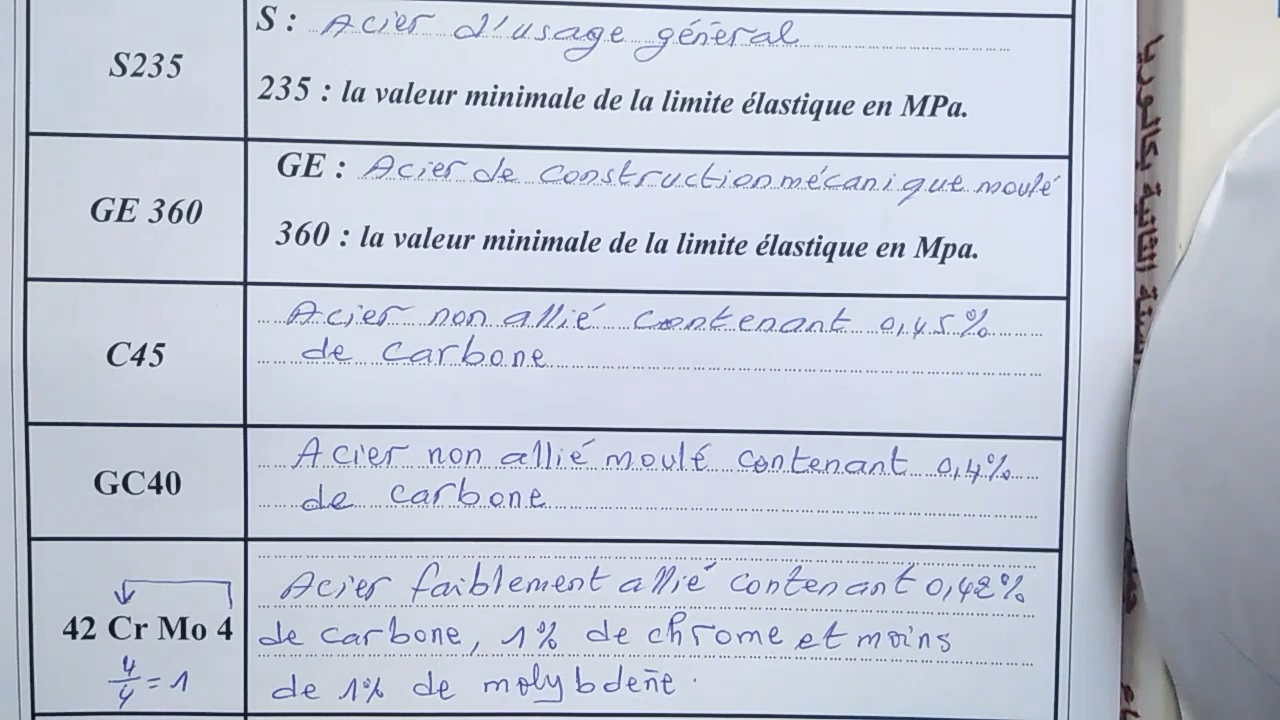 S235
S : Acier d'usage général
235 : la valeur minimale de la limite élastique en MPa.
GE 360
GE : Acier de construction mécanique moulé
360 : la valeur minimale de la limite élastique en Mpa.
C45
Acier non allié contenant 0,45%
de carbone
GC40
Acier non allié moulé contenant 0,4%
de carbone
42 Cr Mo 4
4/4 = 1
Acier faiblement allié contenant 0,42%
de carbone, 1% de chrome et moins
de 1% de molybdène.